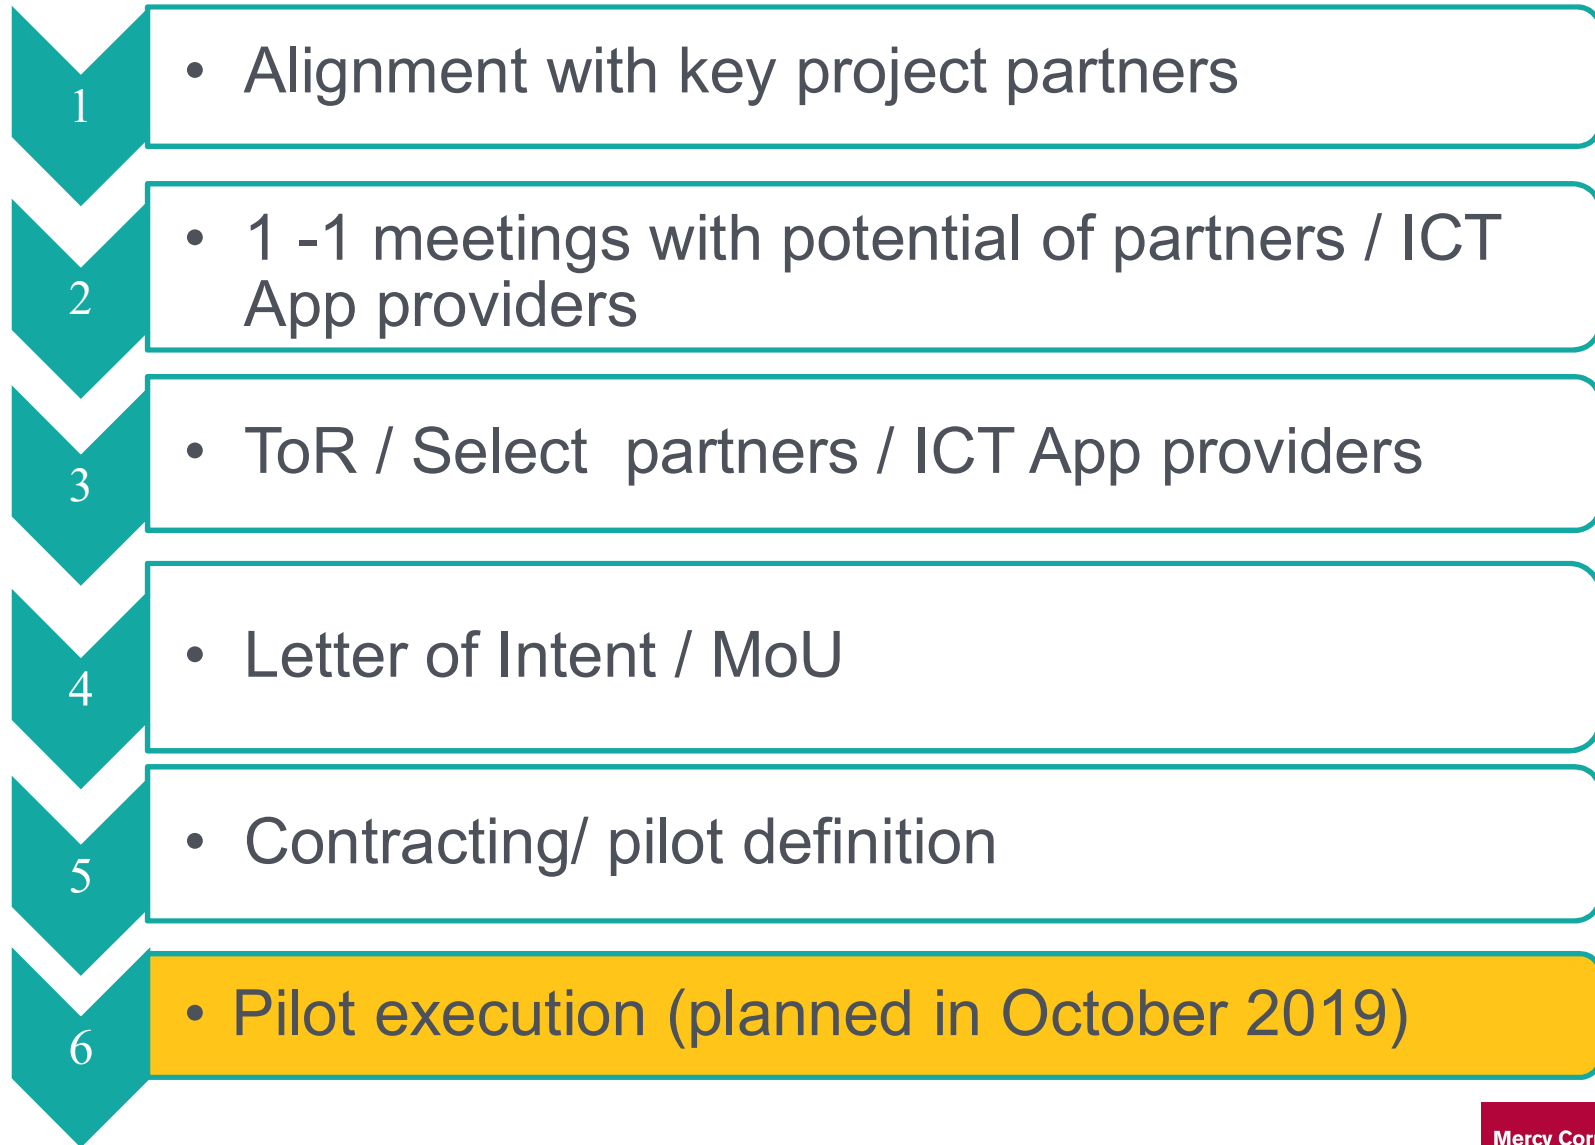 1
• Alignment with key project partners
2
• 1 -1 meetings with potential of partners / ICT
App providers
3
• ToR / Select  partners / ICT App providers
4
• Letter of Intent / MoU
5
• Contracting/ pilot definition
6
• Pilot execution (planned in October 2019)
Mercy